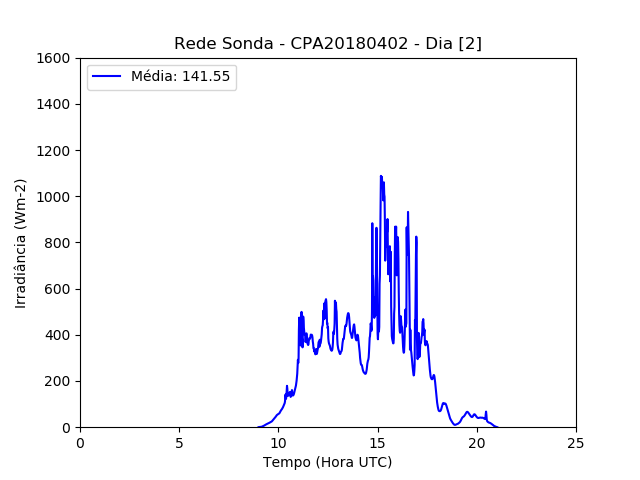 Rede Sonda - CPA20180402 - Dia [2]
Média: 141.55
Irradiância (Wm-2)
1600
1400
1200
1000
800
600
400
200
0
0 5 10 15 20 25
Tempo (Hora UTC)